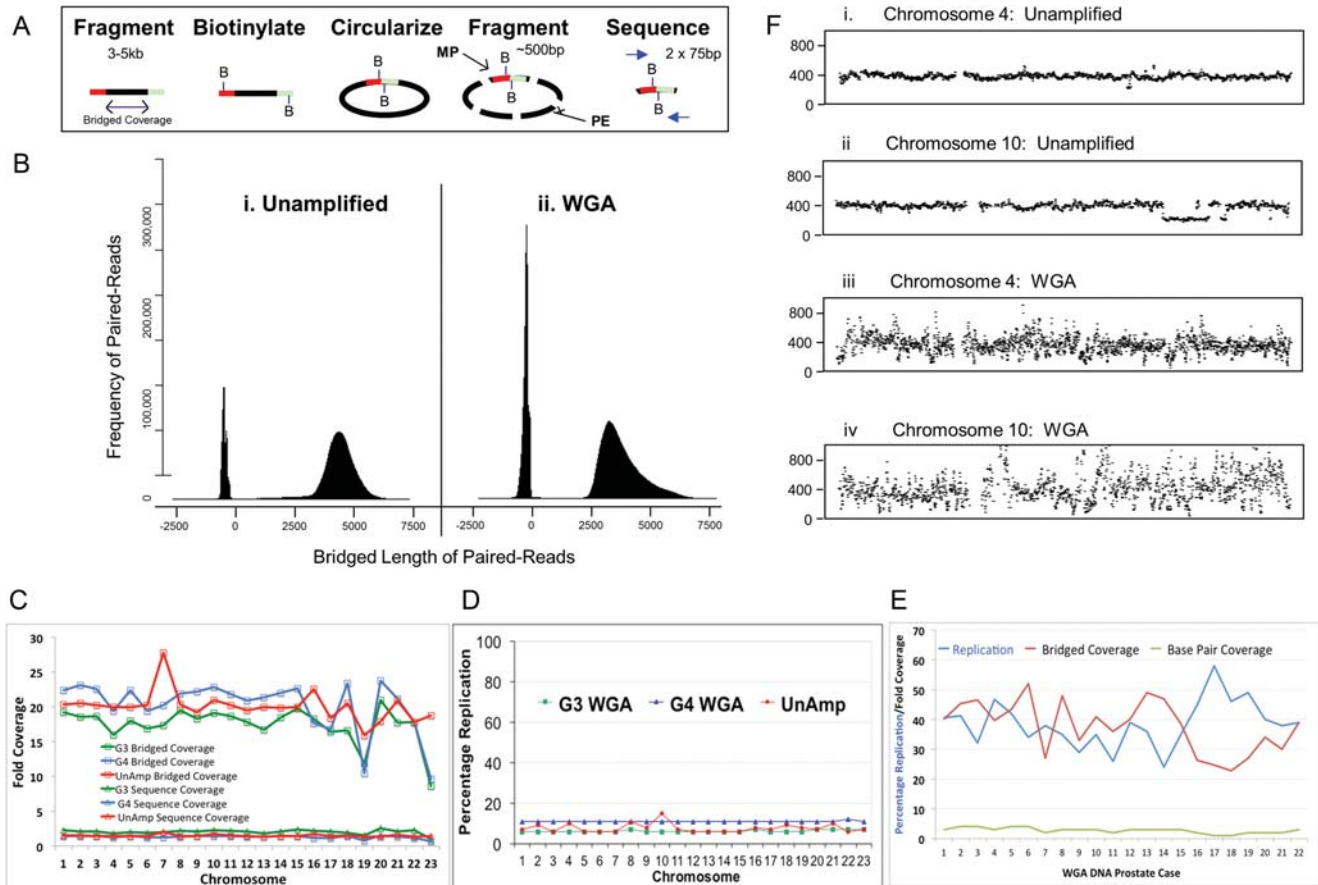 A
Fragment Biotinylate Circularize Fragment Sequence
3-5kb MP ~500bp 2 x 75bp
B B B B
B B B B
Bridged Coverage PE
B
i. Unamplified ii. WGA
Frequency of Paired-Reads
0 100,000 200,000 300,000
-2500 0 2500 5000 7500 -2500 0 2500 5000 7500
Bridged Length of Paired-Reads
C
Fold Coverage
30
25
20
15
10
5
0
G3 Bridged Coverage
G4 Bridged Coverage
UnAmp Bridged Coverage
G3 Sequence Coverage
G4 Sequence Coverage
UnAmp Sequence Coverage
1 2 3 4 5 6 7 8 9 10 11 12 13 14 15 16 17 18 19 20 21 22 23
Chromosome
D
Percentage Replication
100
80
60
40
20
0
G3 WGA G4 WGA UnAmp
1 2 3 4 5 6 7 8 9 10 11 12 13 14 15 16 17 18 19 20 21 22 23
Chromosome
E
Percentage Replication/Fold Coverage
70
60
50
40
30
20
10
0
Replication Bridged Coverage Base Pair Coverage
1 2 3 4 5 6 7 8 9 10 11 12 13 14 15 16 17 18 19 20 21 22
WGA DNA Prostate Case
F
i. Chromosome 4: Unamplified
800
400
0
ii Chromosome 10: Unamplified
800
400
0
iii Chromosome 4: WGA
800
400
0
iv Chromosome 10: WGA
800
400
0